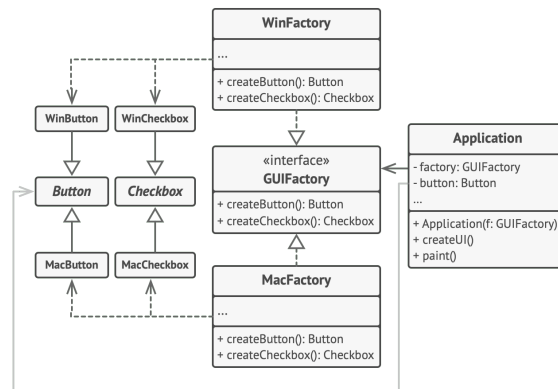 WinFactory
...
+ createButton(): Button
+ createCheckbox(): Checkbox
WinButton
WinCheckbox
Button
Checkbox
MacButton
MacCheckbox
«interface»
GUIFactory
+ createButton(): Button
+ createCheckbox(): Checkbox
MacFactory
...
+ createButton(): Button
+ createCheckbox(): Checkbox
Application
- factory: GUIFactory
- button: Button
...
+ Application(f: GUIFactory)
+ createUI()
+ paint()